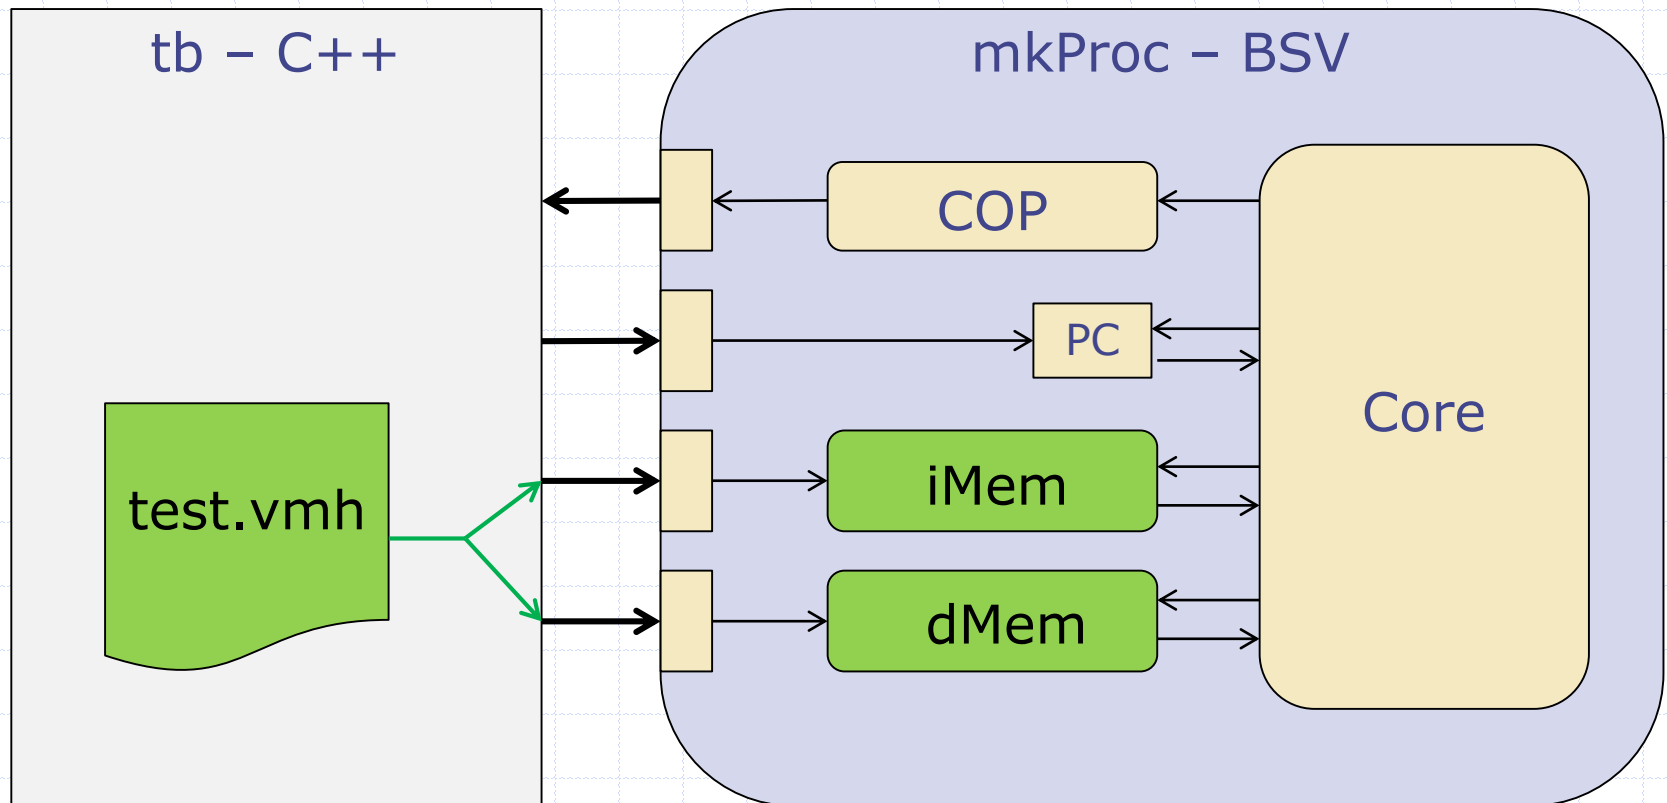 tb – C++
mkProc – BSV
COP
PC
Core
test.vmh
iMem
dMem